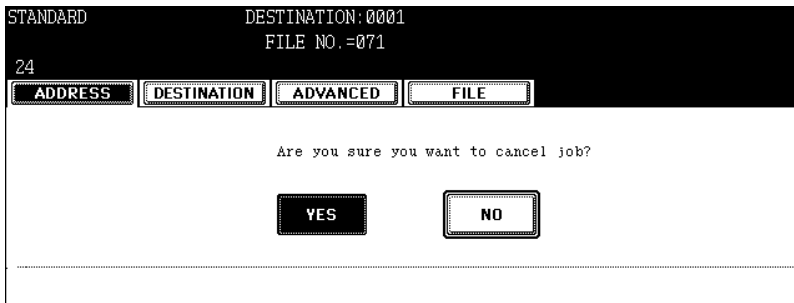 STANDARD DESTINATION:0001
FILE NO.=071
24
ADDRESS DESTINATION ADVANCED FILE
Are you sure you want to cancel job?
YES NO